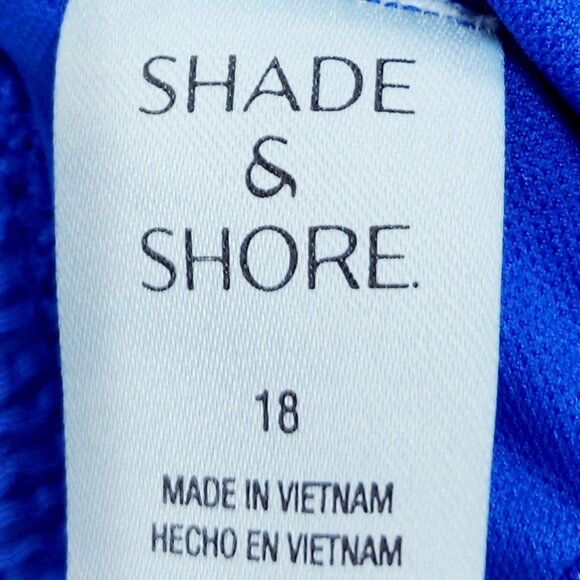 SHADE
&
SHORE.
18
MADE IN VIETNAM
HECHO EN VIETNAM